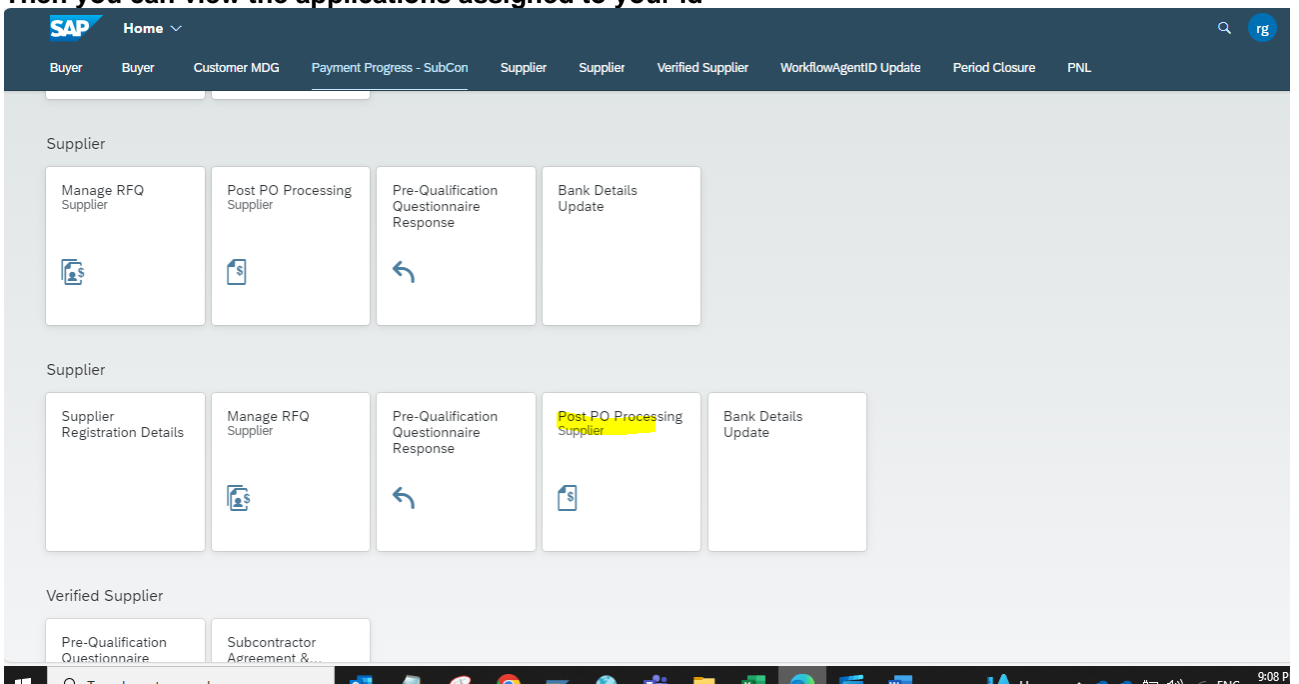 Then you can view the applications assigned to your id
SAP Home
rg
Buyer Buyer Customer MDG Payment Progress - SubCon Supplier Supplier Verified Supplier WorkflowAgentID Update Period Closure PNL
Supplier
Manage RFQ
Supplier
Post PO Processing
Supplier
Pre-Qualification
Questionnaire
Response
Bank Details
Update
Supplier
Supplier
Registration Details
Manage RFQ
Supplier
Pre-Qualification
Questionnaire
Response
Post PO Processing
Supplier
Bank Details
Update
Verified Supplier
Pre-Qualification
Questionnaire
Subcontractor
Agreement &...
ENG
9:08 P